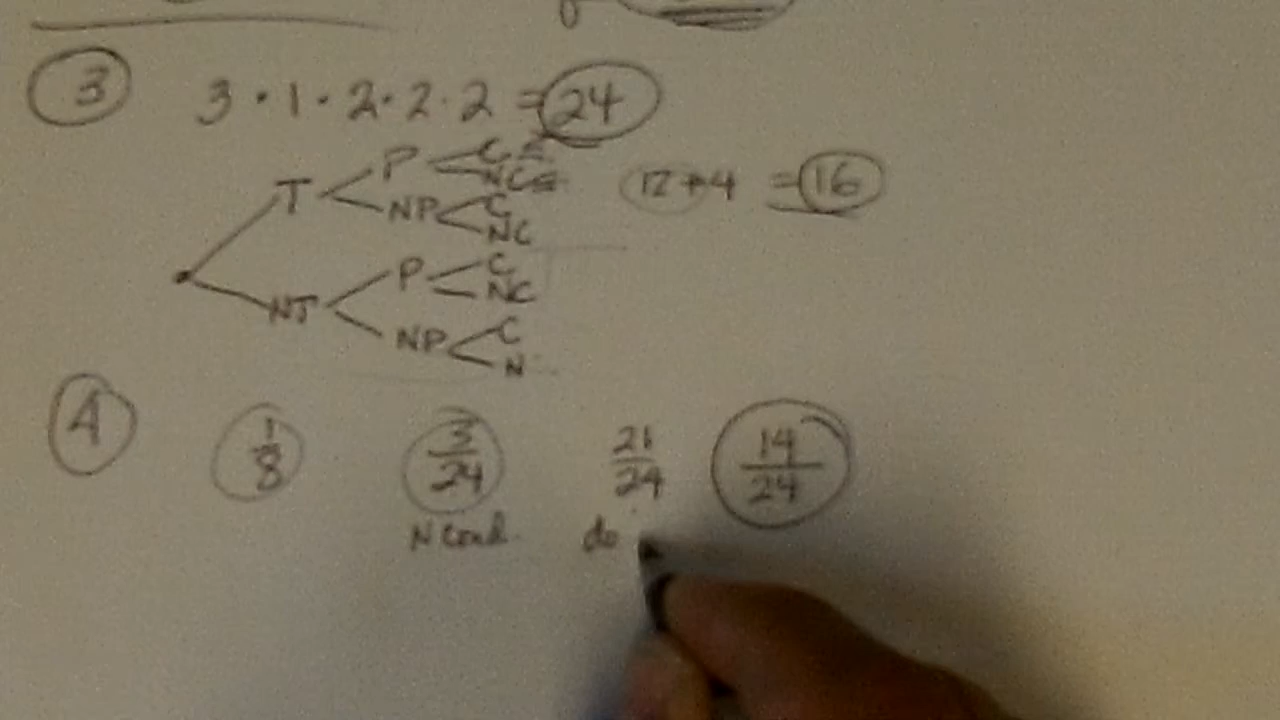 ③ 3 · 1 · 2 · 2 · 2 = 24
T P C
NC
12 + 4 = 16
NP C
NC
NT P C
NC
NP C
N
4 1/8 3/24 21/24 14/24
N cond. do